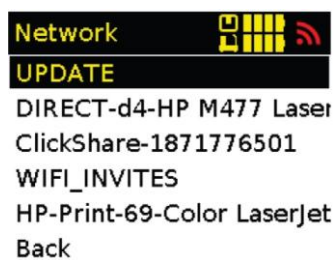 Network
UPDATE
DIRECT-d4-HP M477 Laser
ClickShare-1871776501
WIFI_INVITES
HP-Print-69-Color LaserJet
Back